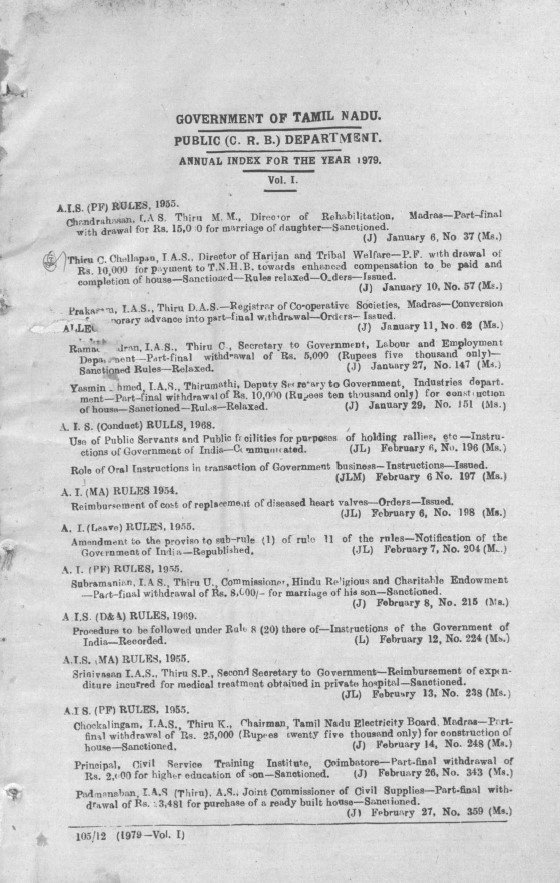 GOVERNMENT OF TAMIL NADU.
PUBLIC (C. R. B.) DEPARTMENT.
ANNUAL INDEX FOR THE YEAR 1979.
Vol. I.
A.I.S. (PF) RULES, 1955.
Chandrahasan, I.A S. Thiru M. M., Director of Rehabilitation, Madras—Part-final
with drawal for Rs. 15,0 0 for marriage of daughter—Sanctioned.
(J) January 6, No 37 (Ms.)
Thiru C. Chellapan, I A.S., Director of Harijan and Tribal Welfare—P.F. with drawal of
Rs. 10,000 for payment to T.N.H.B. towards enhanced compensation to be paid and
completion of house—Sanctioned—Rules relaxed—Orders—Issued.
(J) January 10, No. 57 (Ms.)
I.A.S., Thiru D.A.S.—Registrar of Co-operative Societies, Madras—Conversion
porary advance into part-final withdrawal—Orders— Issued.
(J) January 11, No. 62 (Ms.)
I.A.S., Thiru C., Secretary to Government, Labour and Employment
Part-final withdrawal of Rs. 5,000 (Rupees five thousand only)—
Sanctioned Rules—Relaxed. (J) January 27, No. 147 (Ms.)
Yasmin hmed, I.A.S., Thirumathi, Deputy Secretary to Government, Industries depart-
ment—Part-final withdrawal of Rs. 10,000 (Rupees ten thousand only) for construction
of house—Sanctioned—Rules—Relaxed. (J) January 29, No. 151 (Ms.)
A. I. S. (Conduct) RULLS, 1968.
Use of Public Servants and Public f cilities for purposes of holding rallies, etc—Instru-
ctions of Government of India—Communicated. (JL) February 6, No. 196 (Ms.)
Role of Oral Instructions in transaction of Government business—Instructions—Issued.
(JLM) February 6 No. 197 (Ms.)
A. I. (MA) RULES 1954.
Reimbursement of cost of replacement of diseased heart valves—Orders—Issued.
(JL) February 6, No. 198 (Ms.)
A. I. (Leave) RULES, 1955.
Amendment to the proviso to sub-rule (1) of rule 11 of the rules—Notification of the
Government of India—Republished. (JL) February 7, No. 204 (M..)
A. I. (PF) RULES, 1955.
Subramanian, I.A S., Thiru U., Commissioner, Hindu Religious and Charitable Endowment
—Part-final withdrawal of Rs. 8,000/- for marriage of his son—Sanctioned.
(J) February 8, No. 215 (Ms.)
A I.S. (D&A) RULES, 1969.
Procedure to be followed under Rule 8 (20) there of—Instructions of the Government of
India—Recorded. (L) February 12, No. 224 (Ms.)
A.I.S. (MA) RULES, 1955.
Srinivasan I.A.S., Thiru S.P., Second Secretary to Government—Reimbursement of expen-
diture incurred for medical treatment obtained in private hospital—Sanctioned.
(JL) February 13, No. 238 (Ms.)
A.I S. (PF) RULES, 1955.
Chockalingam, I.A.S., Thiru K., Chairman, Tamil Nadu Electricity Board, Madras—Part-
final withdrawal of Rs. 25,000 (Rupees twenty five thousand only) for construction of
house—Sanctioned. (J) February 14, No. 248 (Ms.)
Principal, Civil Service Training Institute, Coimbatore—Part-final withdrawal of
Rs. 2,000 for higher education of son—Sanctioned. (J) February 26, No. 343 (Ms.)
Padmanaban, I.A.S (Thiru), A.S., Joint Commissioner of Civil Supplies—Part-final with-
drawal of Rs. 3,481 for purchase of a ready built house—Sanctioned.
(J) February 27, No. 359 (Ms.)
105/12 (1979—Vol. I)